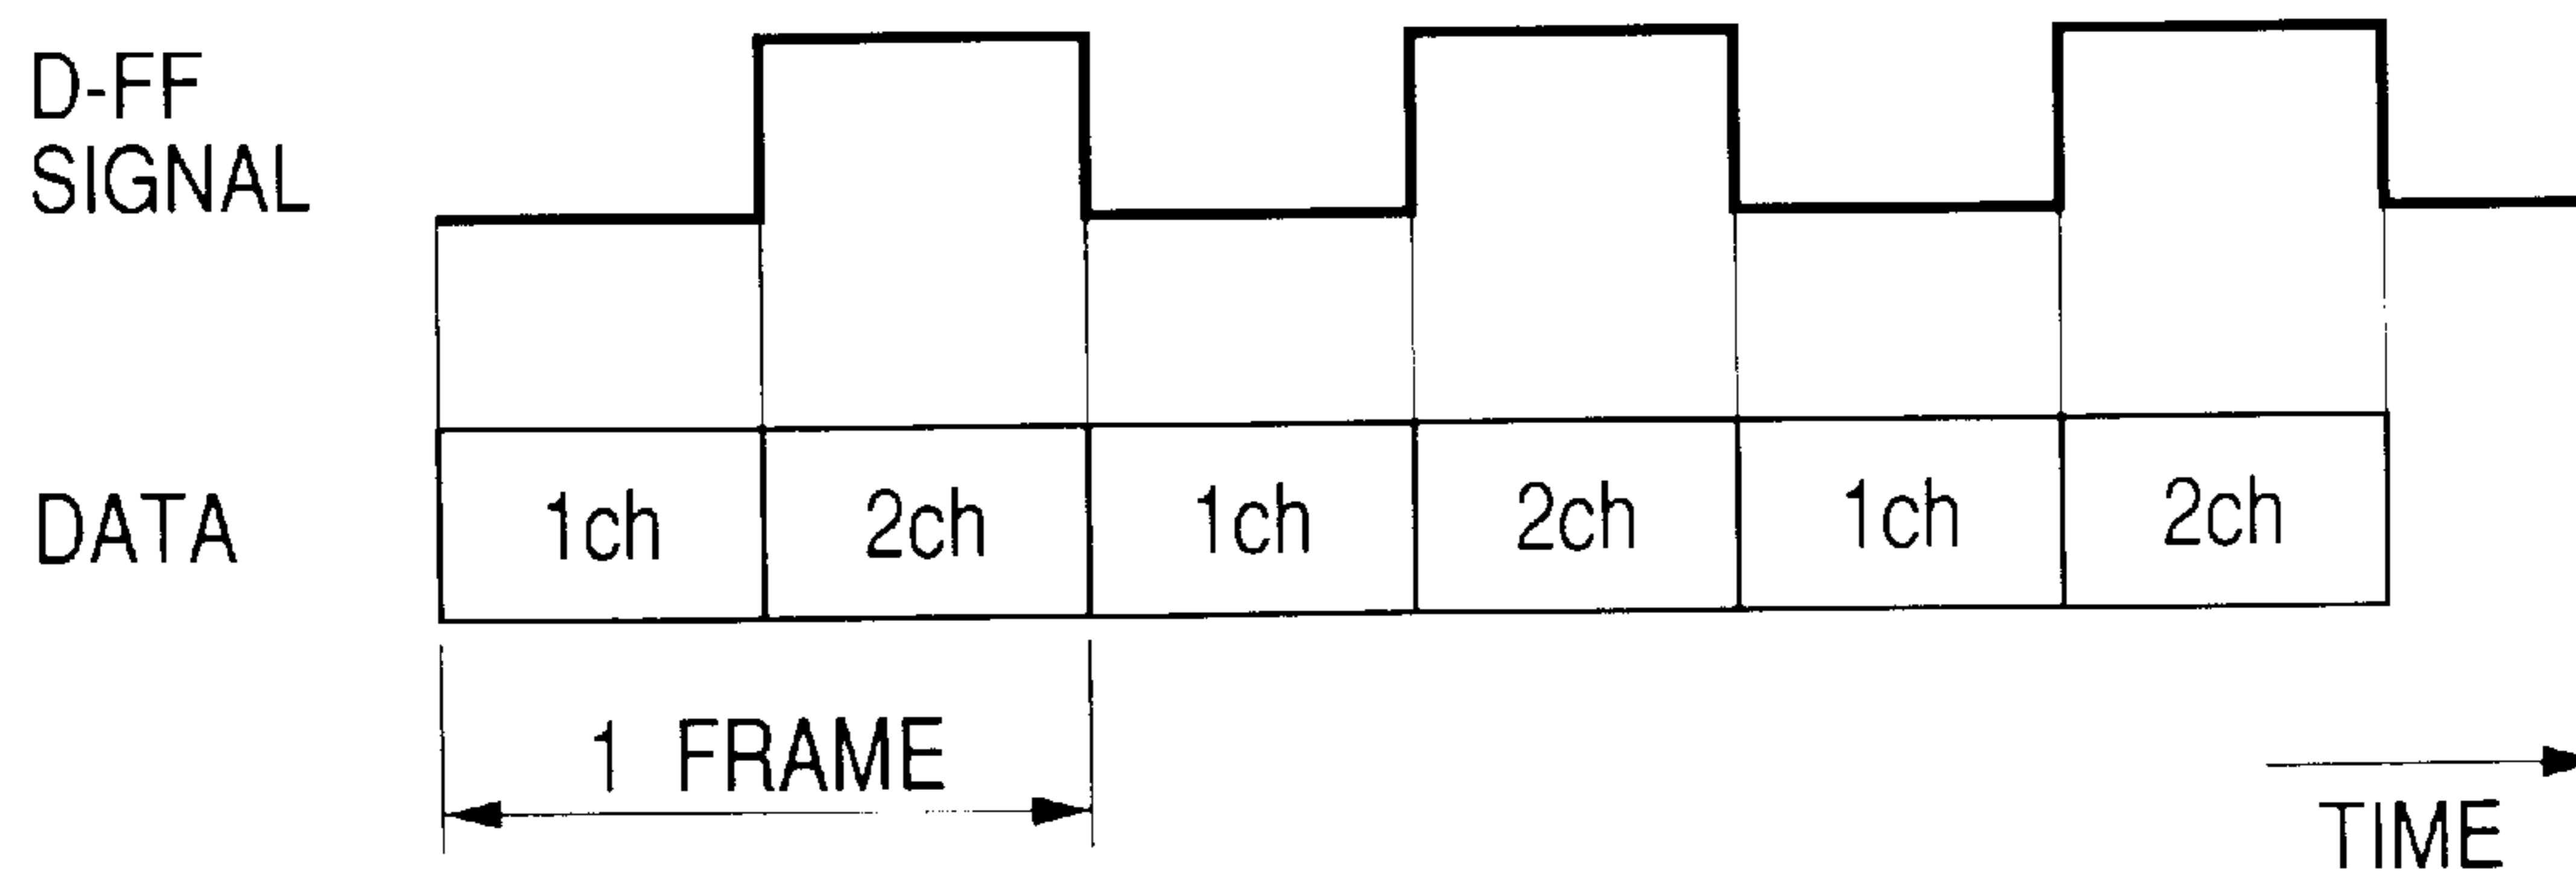 D-FF
SIGNAL
DATA
1ch 2ch 1ch 2ch 1ch 2ch
1 FRAME
TIME